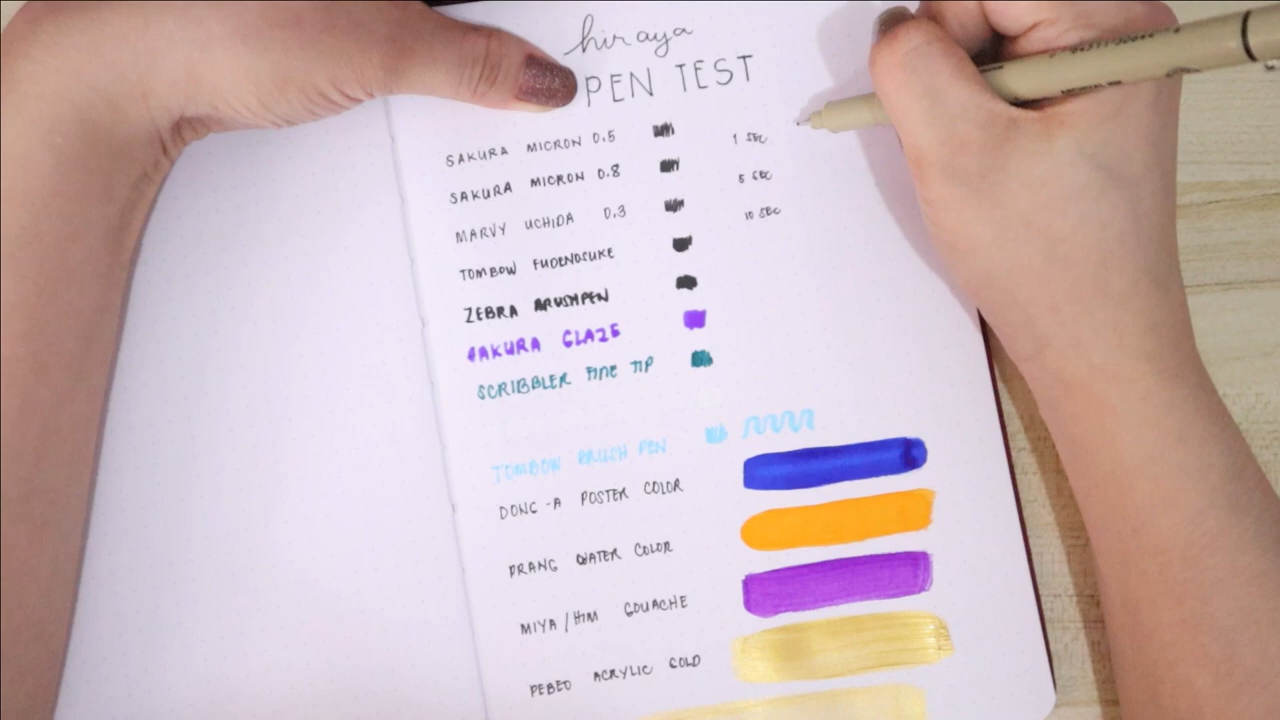 hiraya
PEN TEST
SAKURA MICRON 0.5
1 SEC
SAKURA MICRON 0.8
5 SEC
MARVY UCHIDA 0.3
10 SEC
TOMBOW FUDENOSUKE
ZEBRA BRUSHPEN
SAKURA GLAZE
SCRIBBLER FINE TIP
TOMBOW BRUSH PEN
DONG-A POSTER COLOR
PRANG WATER COLOR
MIYA / HIMI GOUACHE
PEBEO ACRYLIC GOLD